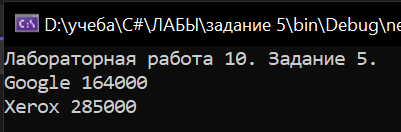 D:\учеба\C#\ЛАБЫ\задание 5\bin\Debug\ne
Лабораторная работа 10. Задание 5.
Google 164000
Xerox 285000